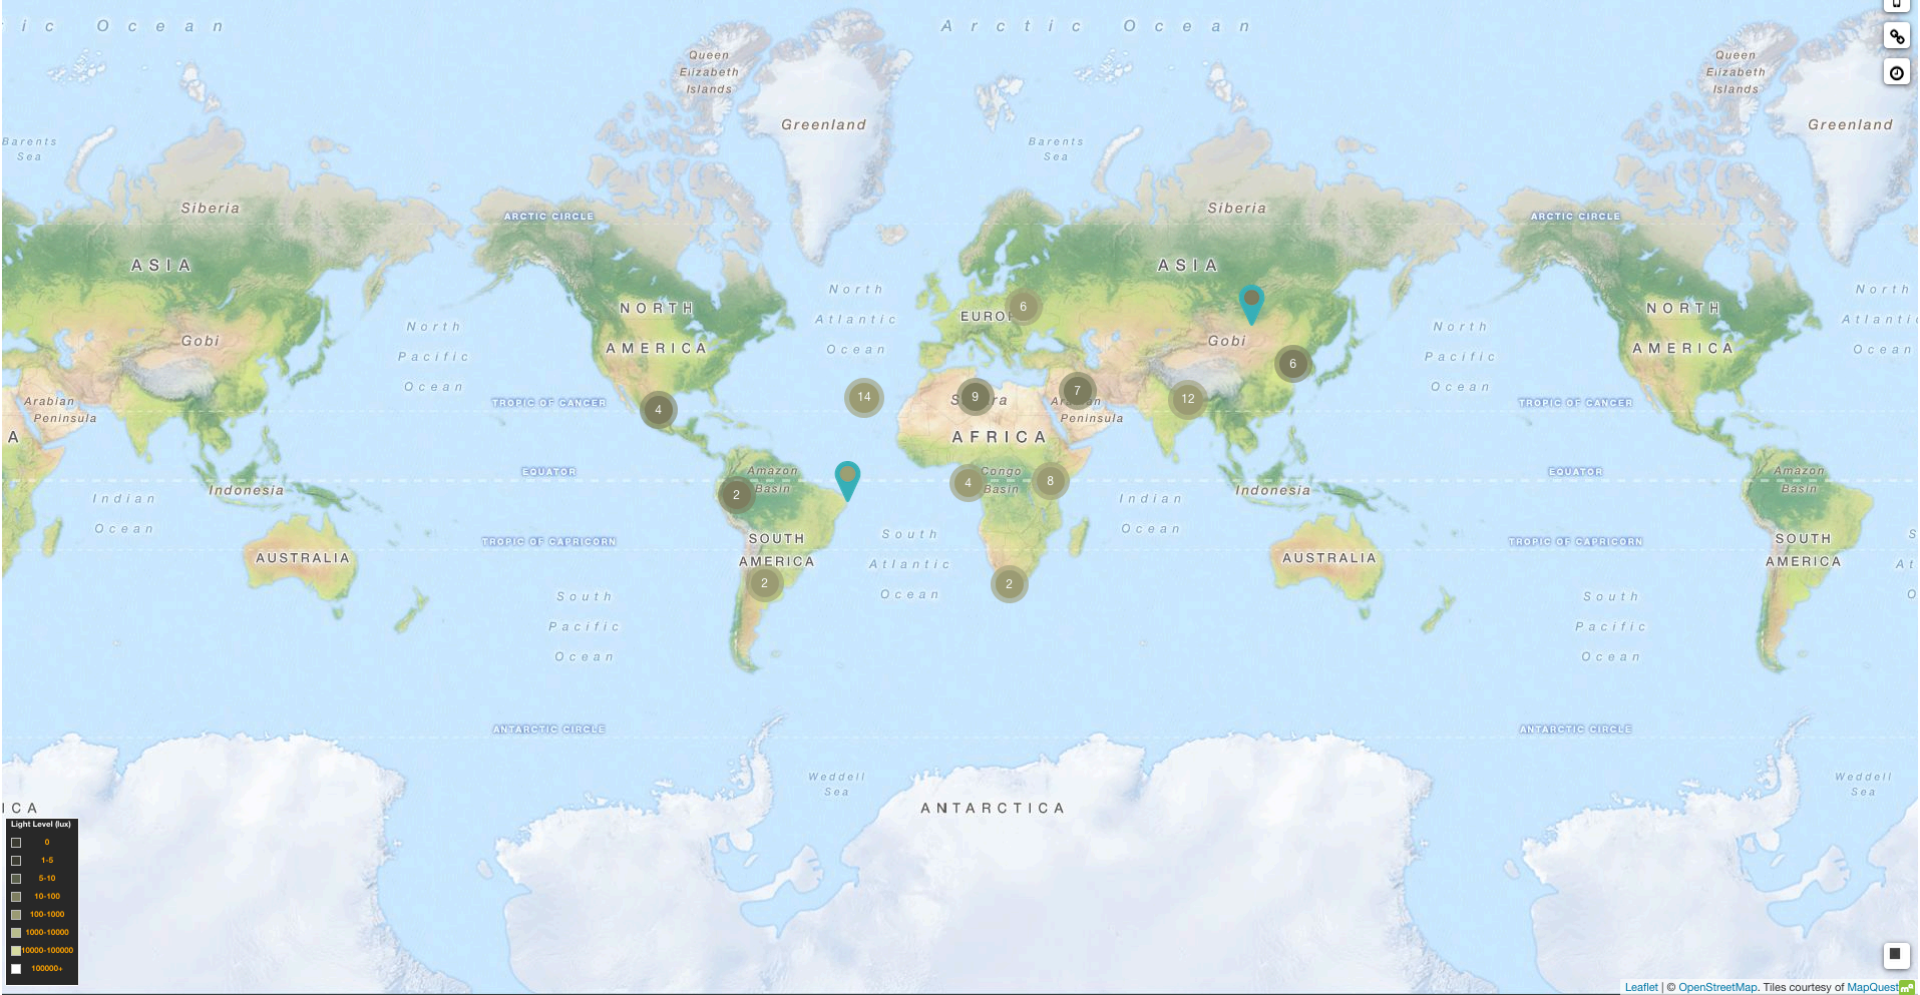 ic Ocean
Arctic Ocean
Queen
Elizabeth
Islands
Queen
Elizabeth
Islands
Greenland
Greenland
Barents
Sea
Barents
Sea
Siberia
Siberia
ARCTIC CIRCLE
ARCTIC CIRCLE
ASIA
ASIA
North
Atlantic
Ocean
North
Atlantic
Ocean
NORTH
AMERICA
NORTH
AMERICA
6
EUROP
North
Pacific
Ocean
North
Pacific
Ocean
Gobi
Gobi
6
Arabian
Peninsula
TROPIC OF CANCER
4
14
9
7
Peninsula
12
TROPIC OF CANCER
A
AFRICA
EQUATOR
EQUATOR
Amazon
Basin
Amazon
Basin
2
4
Congo
Basin
8
Indonesia
Indonesia
Indian
Ocean
Indian
Ocean
TROPIC OF CAPRICORN
TROPIC OF CAPRICORN
SOUTH
AMERICA
SOUTH
AMERICA
South
Atlantic
Ocean
S
At
O
AUSTRALIA
AUSTRALIA
2
2
South
Pacific
Ocean
South
Pacific
Ocean
ANTARCTIC CIRCLE
ANTARCTIC CIRCLE
Weddell
Sea
Weddell
Sea
ICA
ANTARCTICA
Light Level (lux)
0
1-5
5-10
10-100
100-1000
1000-10000
10000-100000
100000+
Leaflet | © OpenStreetMap. Tiles courtesy of MapQuest